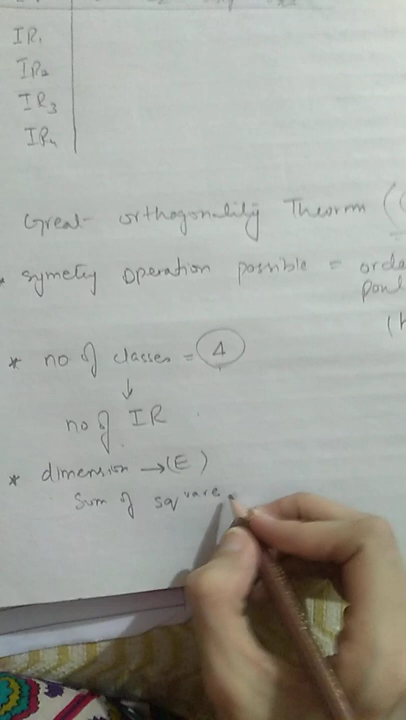 IR1
IR2
IR3
IR4
Great orthogonality Theorm (
symetry operation possible = orde
* no of classes = 4
↓
no of IR
* dimension → (E)
Sum of square